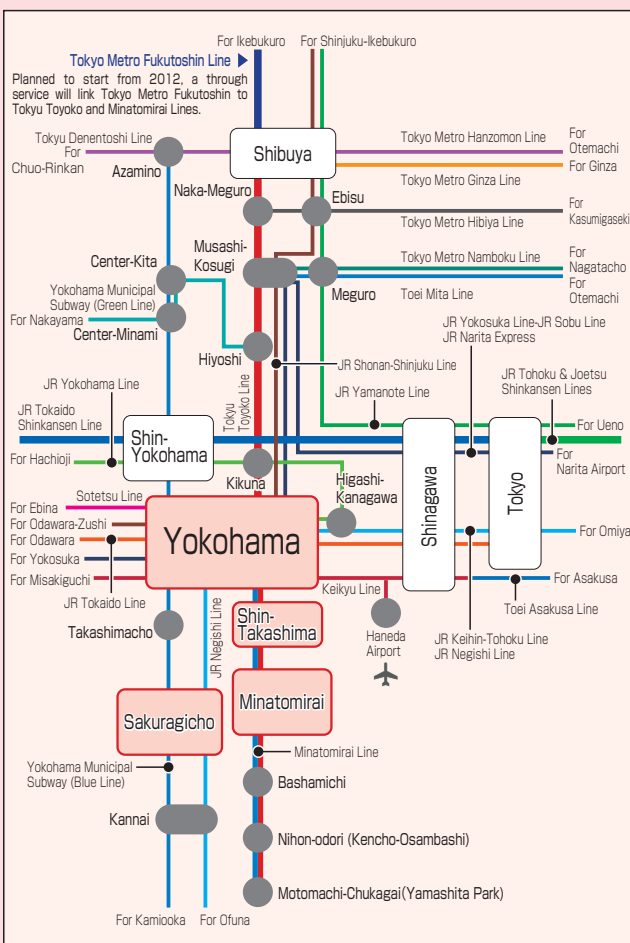 For Ikebukuro
For Shinjuku-Ikebukuro
Tokyo Metro Fukutoshin Line
Planned to start from 2012, a through
service will link Tokyo Metro Fukutoshin to
Tokyu Toyoko and Minatomirai Lines.
Tokyu Denentoshi Line
For
Chuo-Rinkan
Azamino
Shibuya
Tokyo Metro Hanzomon Line
For
Otemachi
For Ginza
Tokyo Metro Ginza Line
Naka-Meguro
Ebisu
For
Kasumigaseki
Tokyo Metro Hibiya Line
Musashi-
Kosugi
Meguro
Tokyo Metro Namboku Line
For
Nagatacho
Toei Mita Line
For
Otemachi
Center-Kita
Yokohama Municipal
Subway (Green Line)
For Nakayama
Center-Minami
Hiyoshi
JR Yokosuka Line-JR Sobu Line
JR Narita Express
JR Shonan-Shinjuku Line
JR Yamanote Line
JR Tohoku & Joetsu
Shinkansen Lines
JR Yokohama Line
Tokyu
Toyoko Line
JR Tokaido
Shinkansen Line
Shin-
Yokohama
For Ueno
For Hachioji
Kikuna
For
Narita Airport
Higashi-
Kanagawa
Shinagawa
Tokyo
Sotetsu Line
For Ebina
For Odawara-Zushi
For Odawara
For Yokosuka
For Misakiguchi
Yokohama
For Omiya
JR Tokaido Line
Keikyu Line
For Asakusa
Toei Asakusa Line
Takashimacho
JR Negishi Line
Shin-
Takashima
Haneda
Airport
JR Keihin-Tohoku Line
JR Negishi Line
Sakuragicho
Minatomirai
Minatomirai Line
Yokohama Municipal
Subway (Blue Line)
Bashamichi
Kannai
Nihon-odori (Kencho-Osambashi)
Motomachi-Chukagai(Yamashita Park)
For Kamiooka
For Ofuna